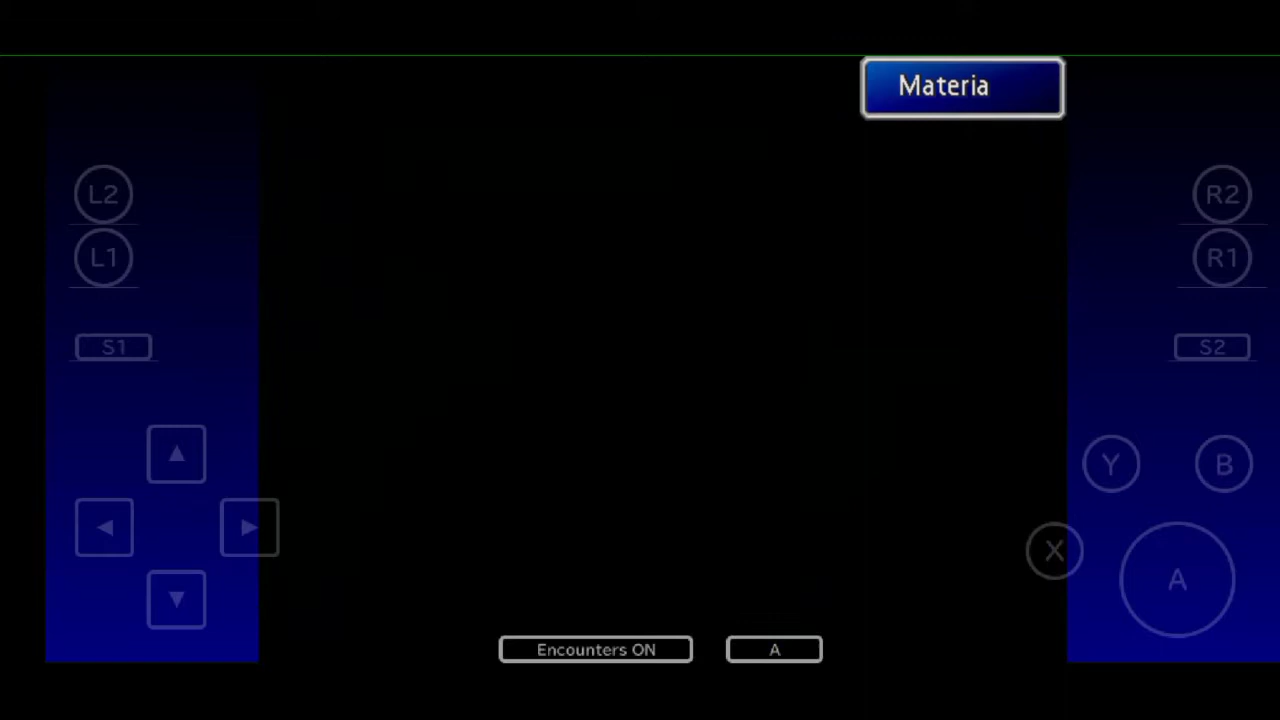 Materia
L2
R2
L1
R1
S1
S2
Y
B
X
A
Encounters ON
A